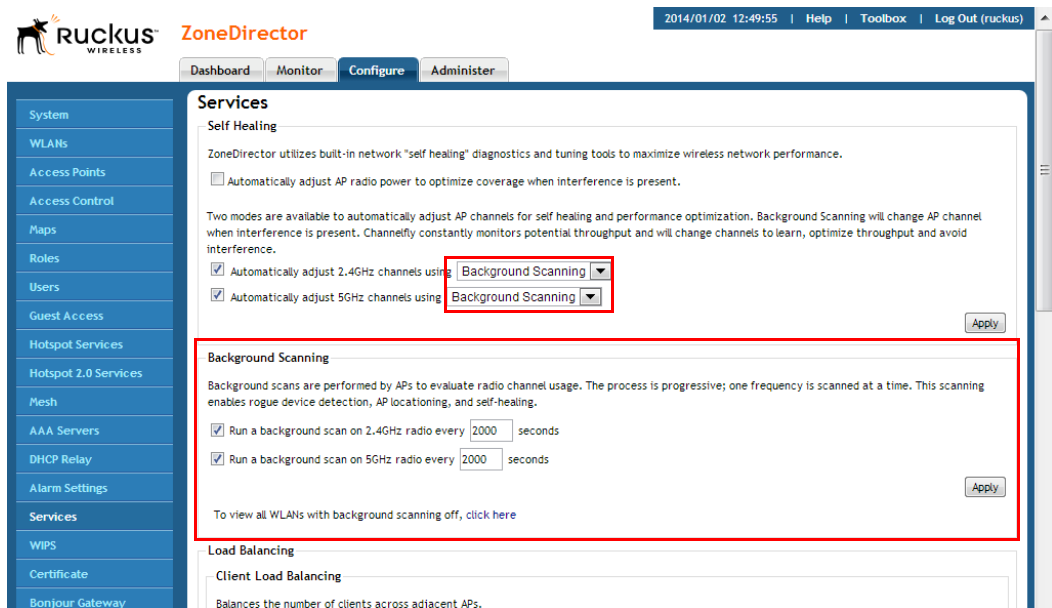 2014/01/02 12:49:55 | Help | Toolbox | Log Out (ruckus)
RUCKUS
WIRELESS
ZoneDirector
Dashboard Monitor Configure Administer
System
WLANs
Access Points
Access Control
Maps
Roles
Users
Guest Access
Hotspot Services
Hotspot 2.0 Services
Mesh
AAA Servers
DHCP Relay
Alarm Settings
Services
WIPS
Certificate
Bonjour Gateway
Services
Self Healing
ZoneDirector utilizes built-in network "self healing" diagnostics and tuning tools to maximize wireless network performance.
Automatically adjust AP radio power to optimize coverage when interference is present.
Two modes are available to automatically adjust AP channels for self healing and performance optimization. Background Scanning will change AP channel
when interference is present. Channelfly constantly monitors potential throughput and will change channels to learn, optimize throughput and avoid
interference.
Automatically adjust 2.4GHz channels using Background Scanning
Automatically adjust 5GHz channels using Background Scanning
Apply
Background Scanning
Background scans are performed by APs to evaluate radio channel usage. The process is progressive; one frequency is scanned at a time. This scanning
enables rogue device detection, AP locationing, and self-healing.
Run a background scan on 2.4GHz radio every 2000 seconds
Run a background scan on 5GHz radio every 2000 seconds
Apply
To view all WLANs with background scanning off, click here
Load Balancing
Client Load Balancing
Balances the number of clients across adjacent APs.